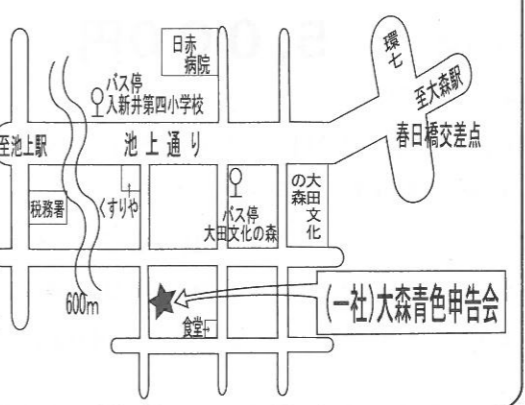 日赤
病院
環七
至大森駅
バス停
入新井第四小学校
至池上駅
池上通り
春日橋交差点
税務署
くすりや
バス停
大田文化の森
大田文化
の森
600m
食堂
(一社)大森青色申告会